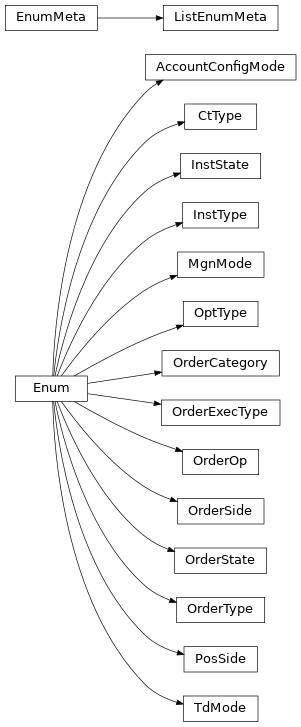 EnumMeta
ListEnumMeta
AccountConfigMode
CtType
InstState
InstType
MgnMode
OptType
OrderCategory
Enum
OrderExecType
OrderOp
OrderSide
OrderState
OrderType
PosSide
TdMode